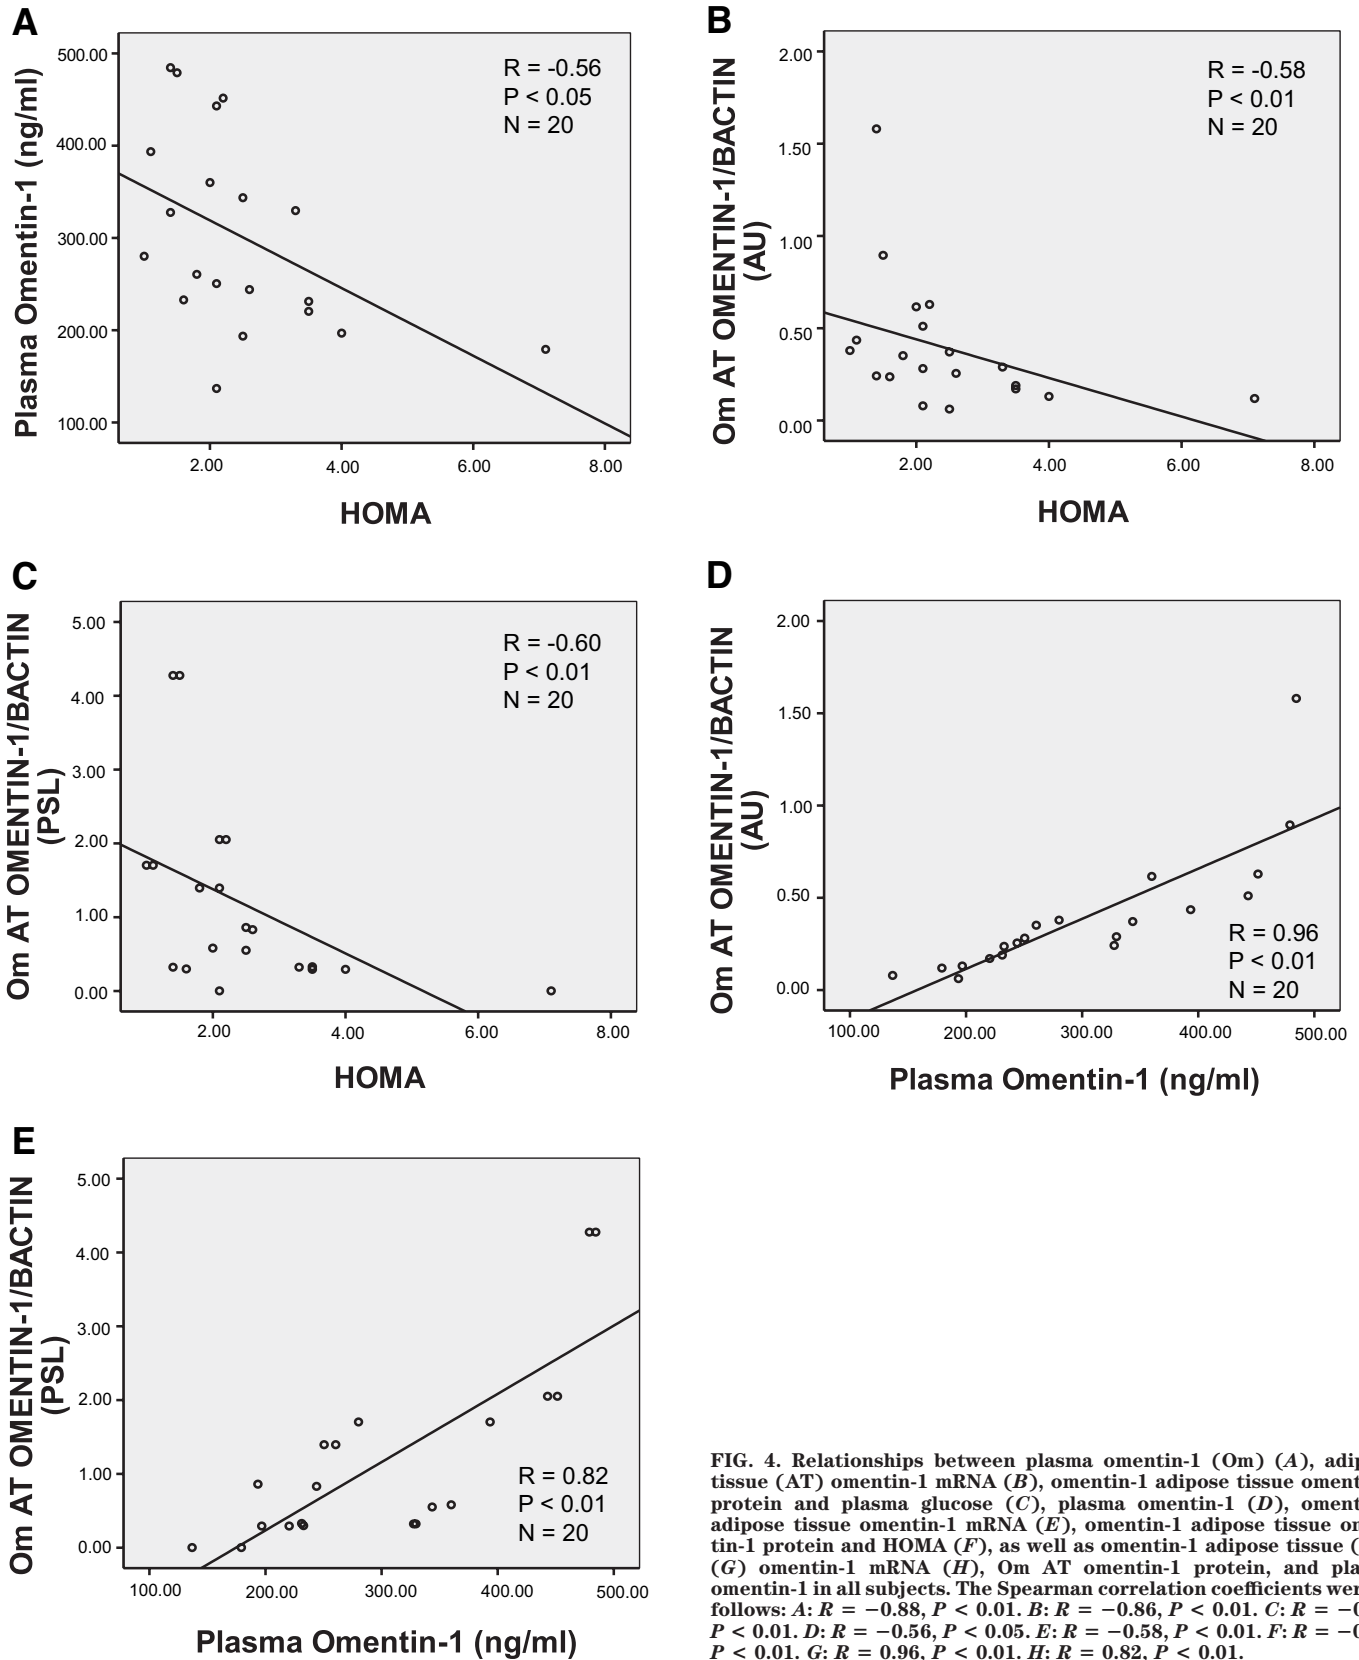 A
Plasma Omentin-1 (ng/ml)
500.00
400.00
300.00
200.00
100.00
R = -0.56
P < 0.05
N = 20
2.00 4.00 6.00 8.00
HOMA
B
Om AT OMENTIN-1/BACTIN
(AU)
2.00
1.50
1.00
0.50
0.00
R = -0.58
P < 0.01
N = 20
2.00 4.00 6.00 8.00
HOMA
C
Om AT OMENTIN-1/BACTIN
(PSL)
5.00
4.00
3.00
2.00
1.00
0.00
R = -0.60
P < 0.01
N = 20
2.00 4.00 6.00 8.00
HOMA
D
Om AT OMENTIN-1/BACTIN
(AU)
2.00
1.50
1.00
0.50
0.00
R = 0.96
P < 0.01
N = 20
100.00 200.00 300.00 400.00 500.00
Plasma Omentin-1 (ng/ml)
E
Om AT OMENTIN-1/BACTIN
(PSL)
5.00
4.00
3.00
2.00
1.00
0.00
R = 0.82
P < 0.01
N = 20
100.00 200.00 300.00 400.00 500.00
Plasma Omentin-1 (ng/ml)
FIG. 4. Relationships between plasma omentin-1 (Om) (A), adip
tissue (AT) omentin-1 mRNA (B), omentin-1 adipose tissue oment
protein and plasma glucose (C), plasma omentin-1 (D), oment
adipose tissue omentin-1 mRNA (E), omentin-1 adipose tissue om
tin-1 protein and HOMA (F), as well as omentin-1 adipose tissue (
(G) omentin-1 mRNA (H), Om AT omentin-1 protein, and pla
omentin-1 in all subjects. The Spearman correlation coefficients wer
follows: A: R = −0.88, P < 0.01. B: R = −0.86, P < 0.01. C: R = −0
P < 0.01. D: R = −0.56, P < 0.05. E: R = −0.58, P < 0.01. F: R = −0
P < 0.01. G: R = 0.96, P < 0.01. H: R = 0.82, P < 0.01.